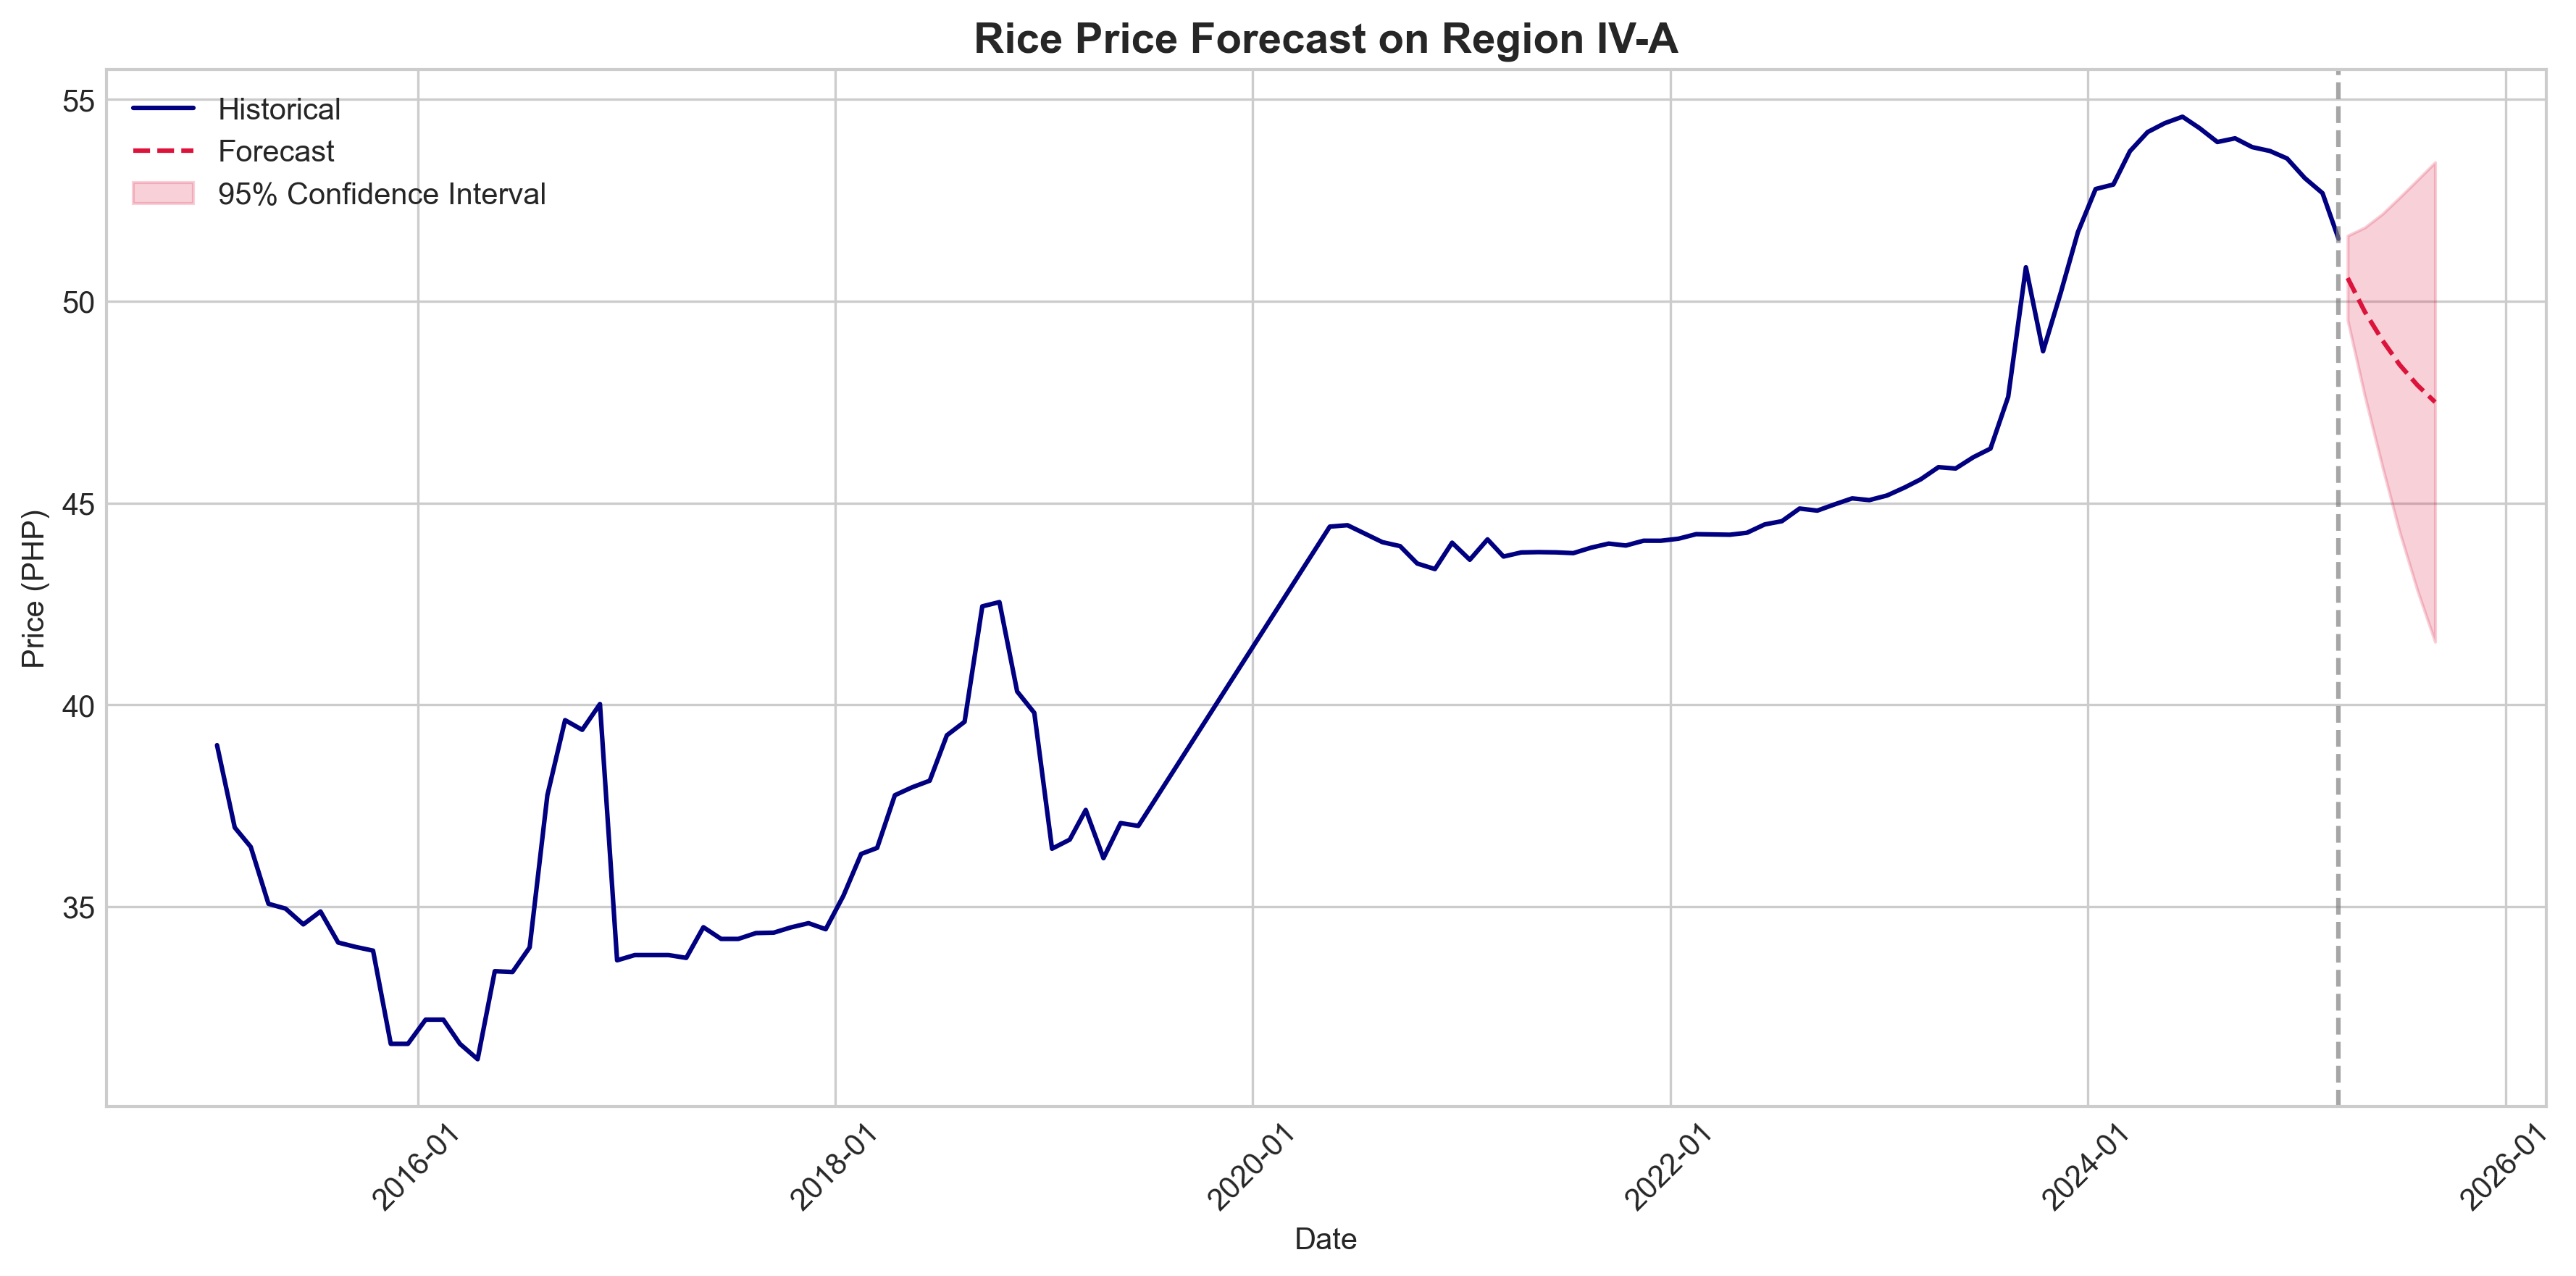 Rice Price Forecast on Region IV-A
Historical
Forecast
95% Confidence Interval
55
50
45
40
35
Price (PHP)
2016-01
2018-01
2020-01
2022-01
2024-01
2026-01
Date